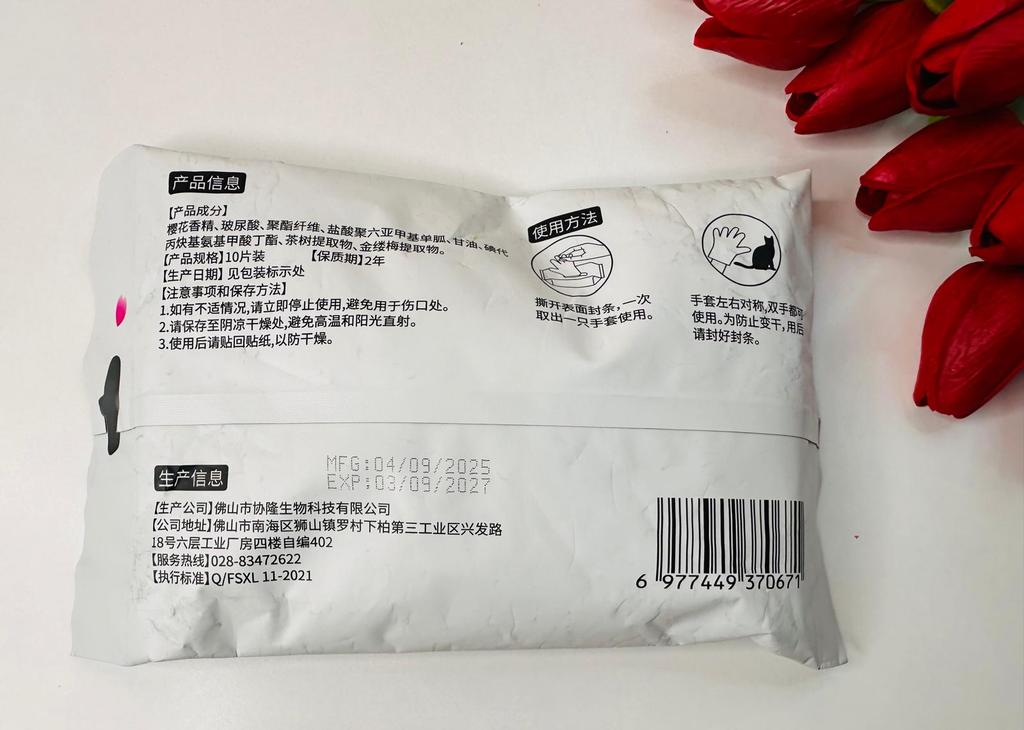 产品信息
【产品成分】
樱花香精、玻尿酸、聚酯纤维、盐酸聚六亚甲基单胍、甘油、碘代
丙炔基氨基甲酸丁酯、茶树提取物、金缕梅提取物。
【产品规格】10片装 【保质期】2年
【生产日期】见包装标示处
【注意事项和保存方法】
1.如有不适情况,请立即停止使用,避免用于伤口处。
2.请保存至阴凉干燥处,避免高温和阳光直射。
3.使用后请贴回贴纸,以防干燥。
使用方法
撕开表面封条,一次
取出一只手套使用。
手套左右对称,双手都可
使用。为防止变干,用后
请封好封条。
生产信息
MFG:04/09/2025
EXP:03/09/2027
【生产公司】佛山市协隆生物科技有限公司
【公司地址】佛山市南海区狮山镇罗村下柏第三工业区兴发路
18号六层工业厂房四楼自编402
【服务热线】028-83472622
【执行标准】Q/FSXL 11-2021
6 977449 370671